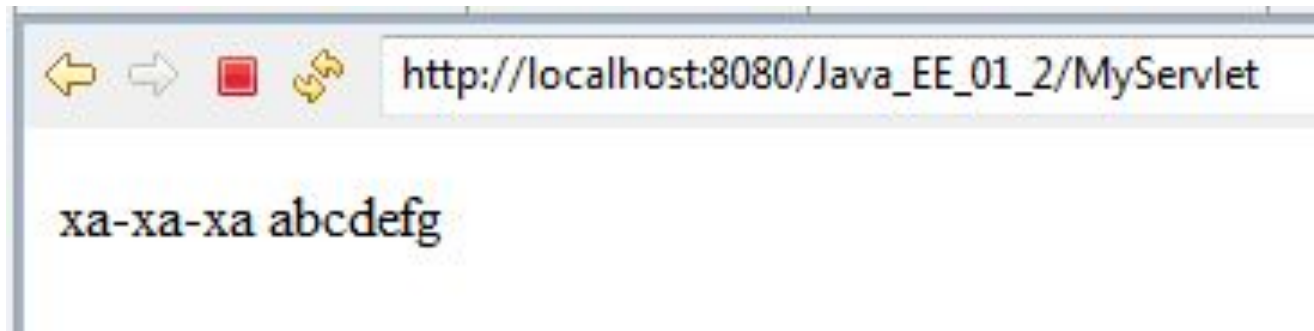 http://localhost:8080/Java_EE_01_2/MyServlet
xa-xa-xa abcdefg